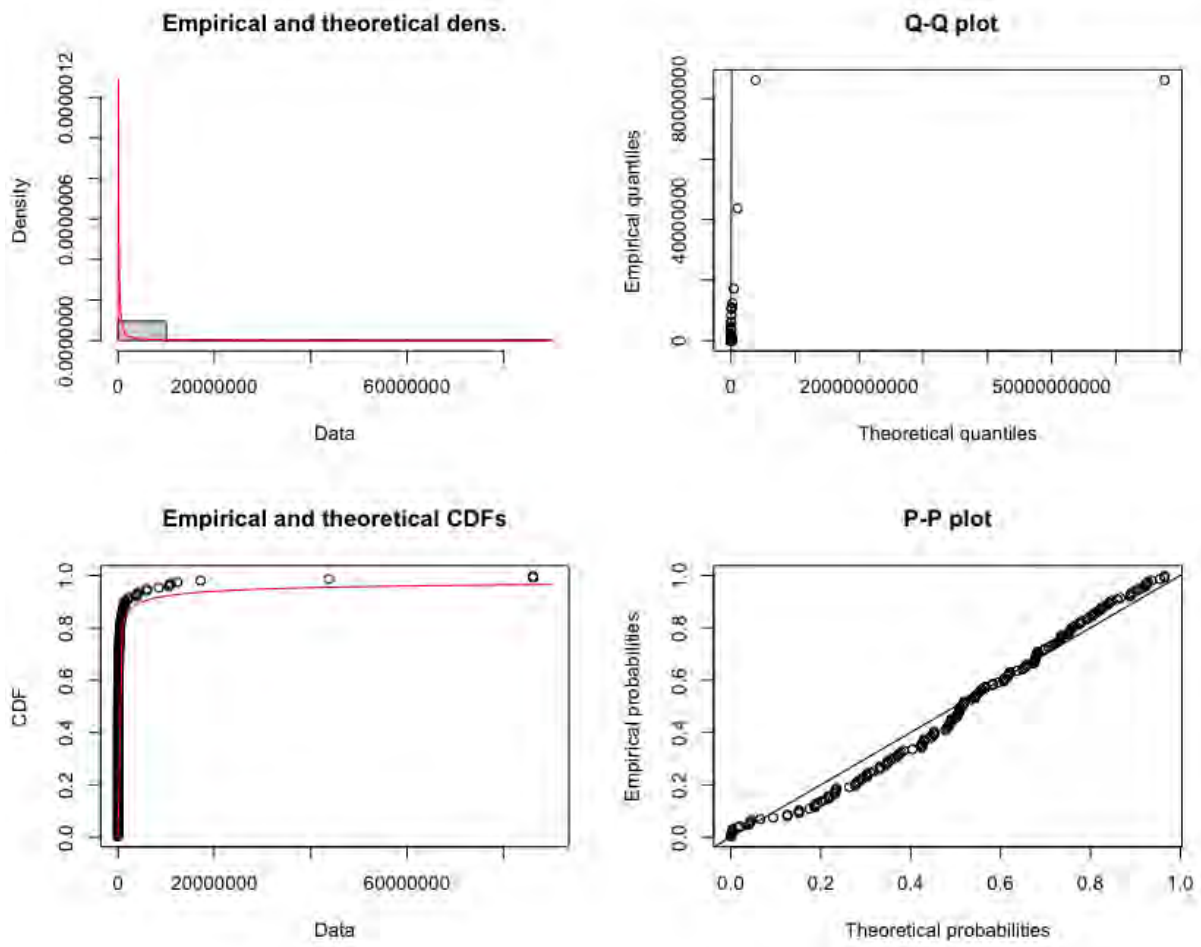 Empirical and theoretical dens.
Density
0.0000000
0.0000006
0.0000012
0
20000000
60000000
Data
Q-Q plot
Empirical quantiles
0
40000000
80000000
0
20000000000
50000000000
Theoretical quantiles
Empirical and theoretical CDFs
CDF
0.0
0.2
0.4
0.6
0.8
1.0
0
20000000
60000000
Data
P-P plot
Empirical probabilities
0.0
0.2
0.4
0.6
0.8
1.0
0.0
0.2
0.4
0.6
0.8
1.0
Theoretical probabilities